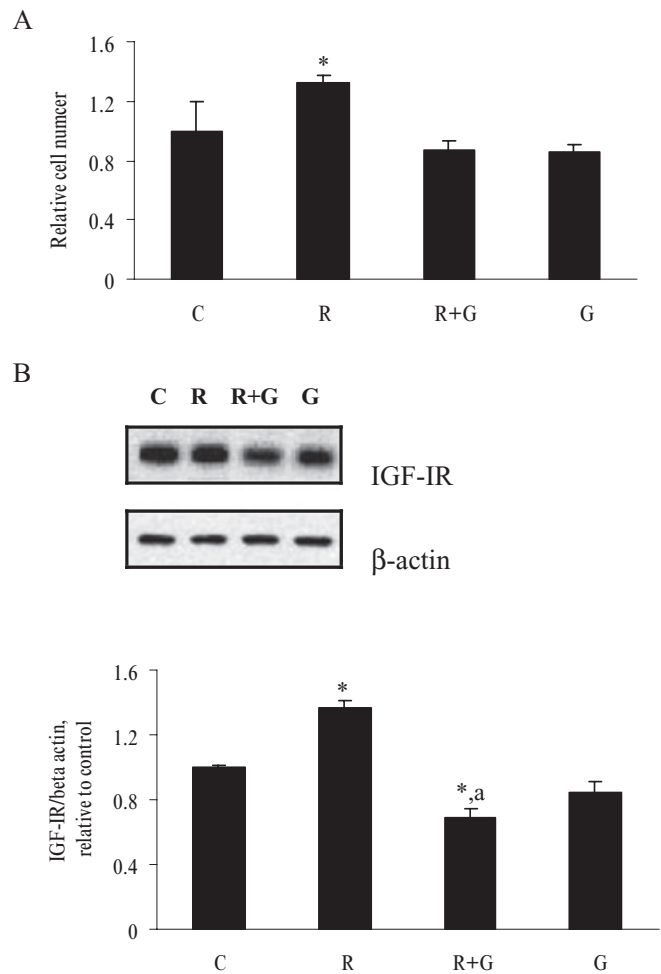 A
1.6
*
1.2
0.8
0.4
0
Relative cell numcer
C R R+G G
B
C R R+G G
IGF-IR
β-actin
1.6
*
1.2
*,a
0.8
0.4
0
IGF-IR/beta actin,
relative to control
C R R+G G